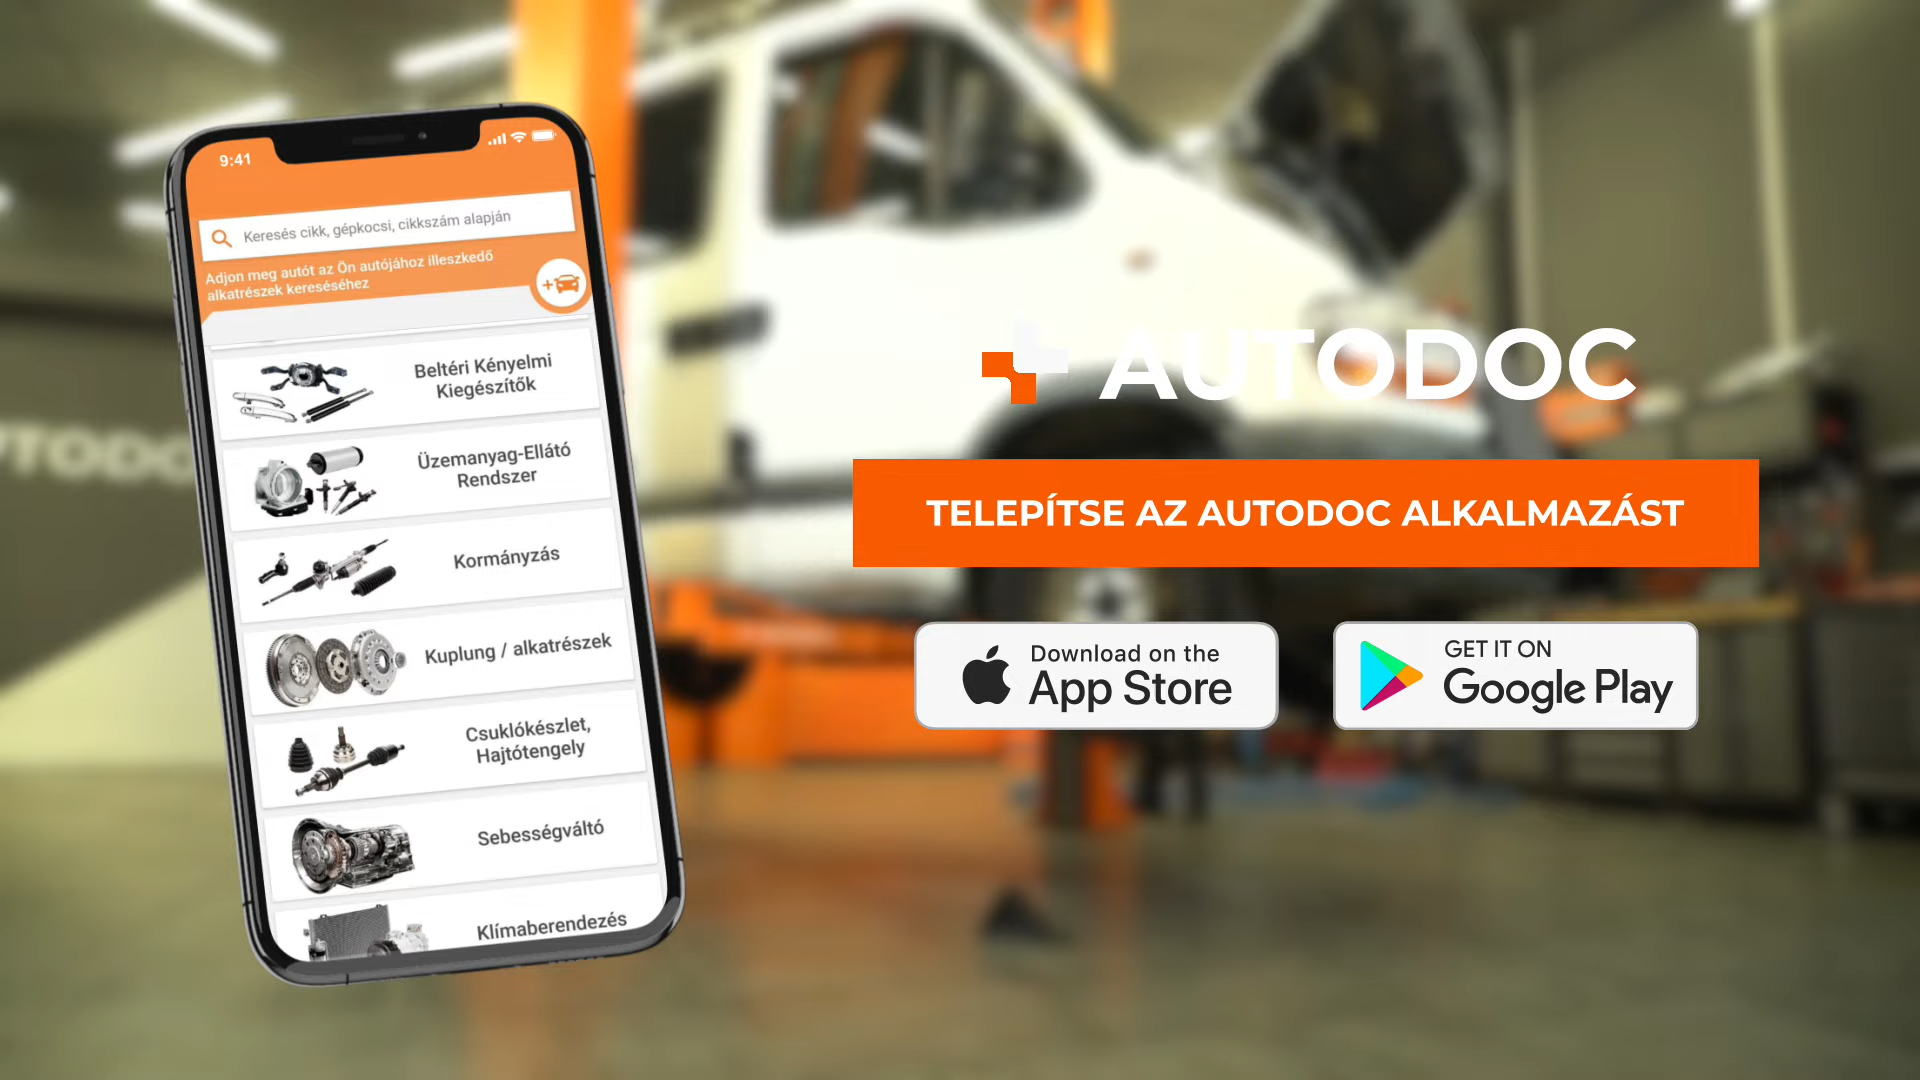 9:41
Keresés cikk, gépkocsi, cikkszám alapján
Adjon meg autót az Ön autójához illeszkedő
alkatrészek kereséséhez
Beltéri Kényelmi
Kiegészítők
Üzemanyag-Ellátó
Rendszer
Kormányzás
Kuplung / alkatrészek
Csuklókészlet,
Hajtótengely
Sebességváltó
Klímaberendezés
UTODOC
AUTODOC
TELEPÍTSE AZ AUTODOC ALKALMAZÁST
Download on the
App Store
GET IT ON
Google Play